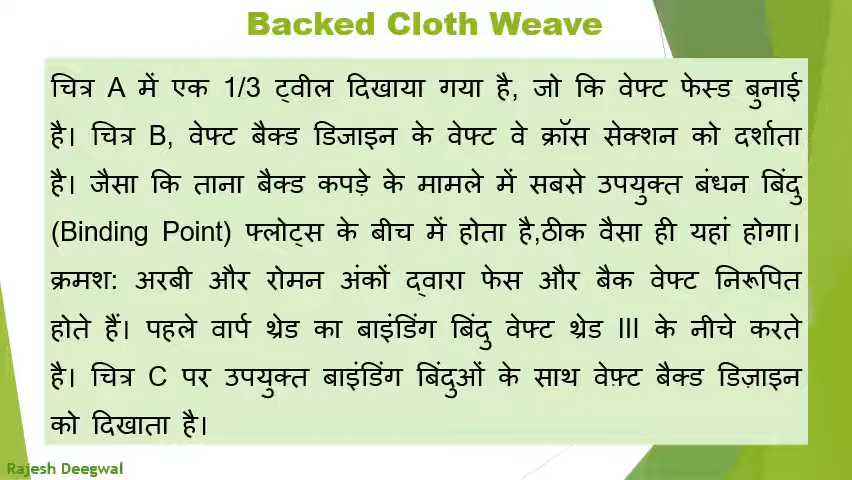 Backed Cloth Weave
चित्र A में एक 1/3 ट्वील दिखाया गया है, जो कि वेफ्ट फेस्ड बुनाई
है। चित्र B, वेफ्ट बैक्ड डिजाइन के वेफ्ट वे क्रॉस सेक्शन को दर्शाता
है। जैसा कि ताना बैक्ड कपड़े के मामले में सबसे उपयुक्त बंधन बिंदु
(Binding Point) फ्लोट्स के बीच में होता है,ठीक वैसा ही यहां होगा।
क्रमश: अरबी और रोमन अंकों द्वारा फेस और बैक वेफ्ट निरूपित
होते हैं। पहले वार्प थ्रेड का बाइंडिंग बिंदु वेफ्ट थ्रेड III के नीचे करते
है। चित्र C पर उपयुक्त बाइंडिंग बिंदुओं के साथ वेफ़्ट बैक्ड डिज़ाइन
को दिखाता है।
Rajesh Deegwal